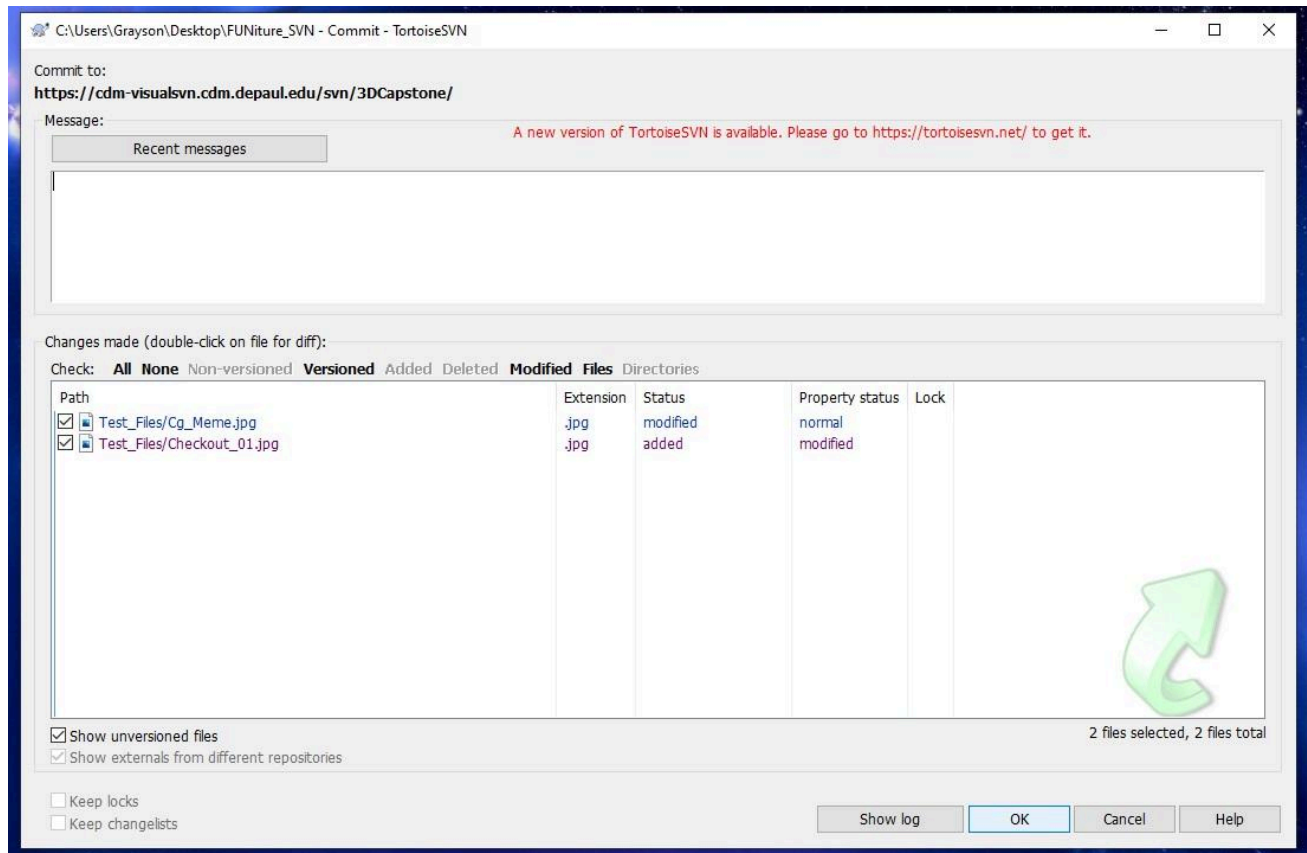 C:\Users\Grayson\Desktop\FUNiture_SVN - Commit - TortoiseSVN
Commit to:
https://cdm-visualsvn.cdm.depaul.edu/svn/3DCapstone/
Message:
A new version of TortoiseSVN is available. Please go to https://tortoisesvn.net/ to get it.
Recent messages
Changes made (double-click on file for diff):
Check: All None Non-versioned Versioned Added Deleted Modified Files Directories
Path Extension Status Property status Lock
Test_Files/Cg_Meme.jpg .jpg modified normal
Test_Files/Checkout_01.jpg .jpg added modified
Show unversioned files
2 files selected, 2 files total
Show externals from different repositories
Keep locks
Keep changelists
Show log OK Cancel Help